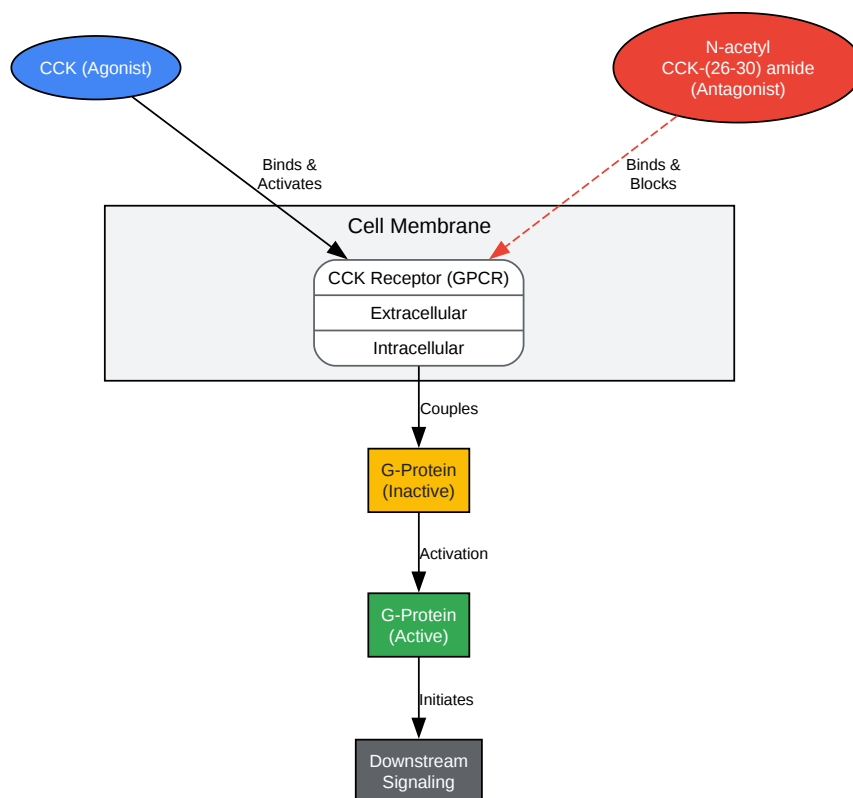 CCK (Agonist)
N-acetyl
CCK-(26-30) amide
(Antagonist)
Binds &
Activates
Binds &
Blocks
Cell Membrane
CCK Receptor (GPCR)
Extracellular
Intracellular
Couples
G-Protein
(Inactive)
Activation
G-Protein
(Active)
Initiates
Downstream
Signaling